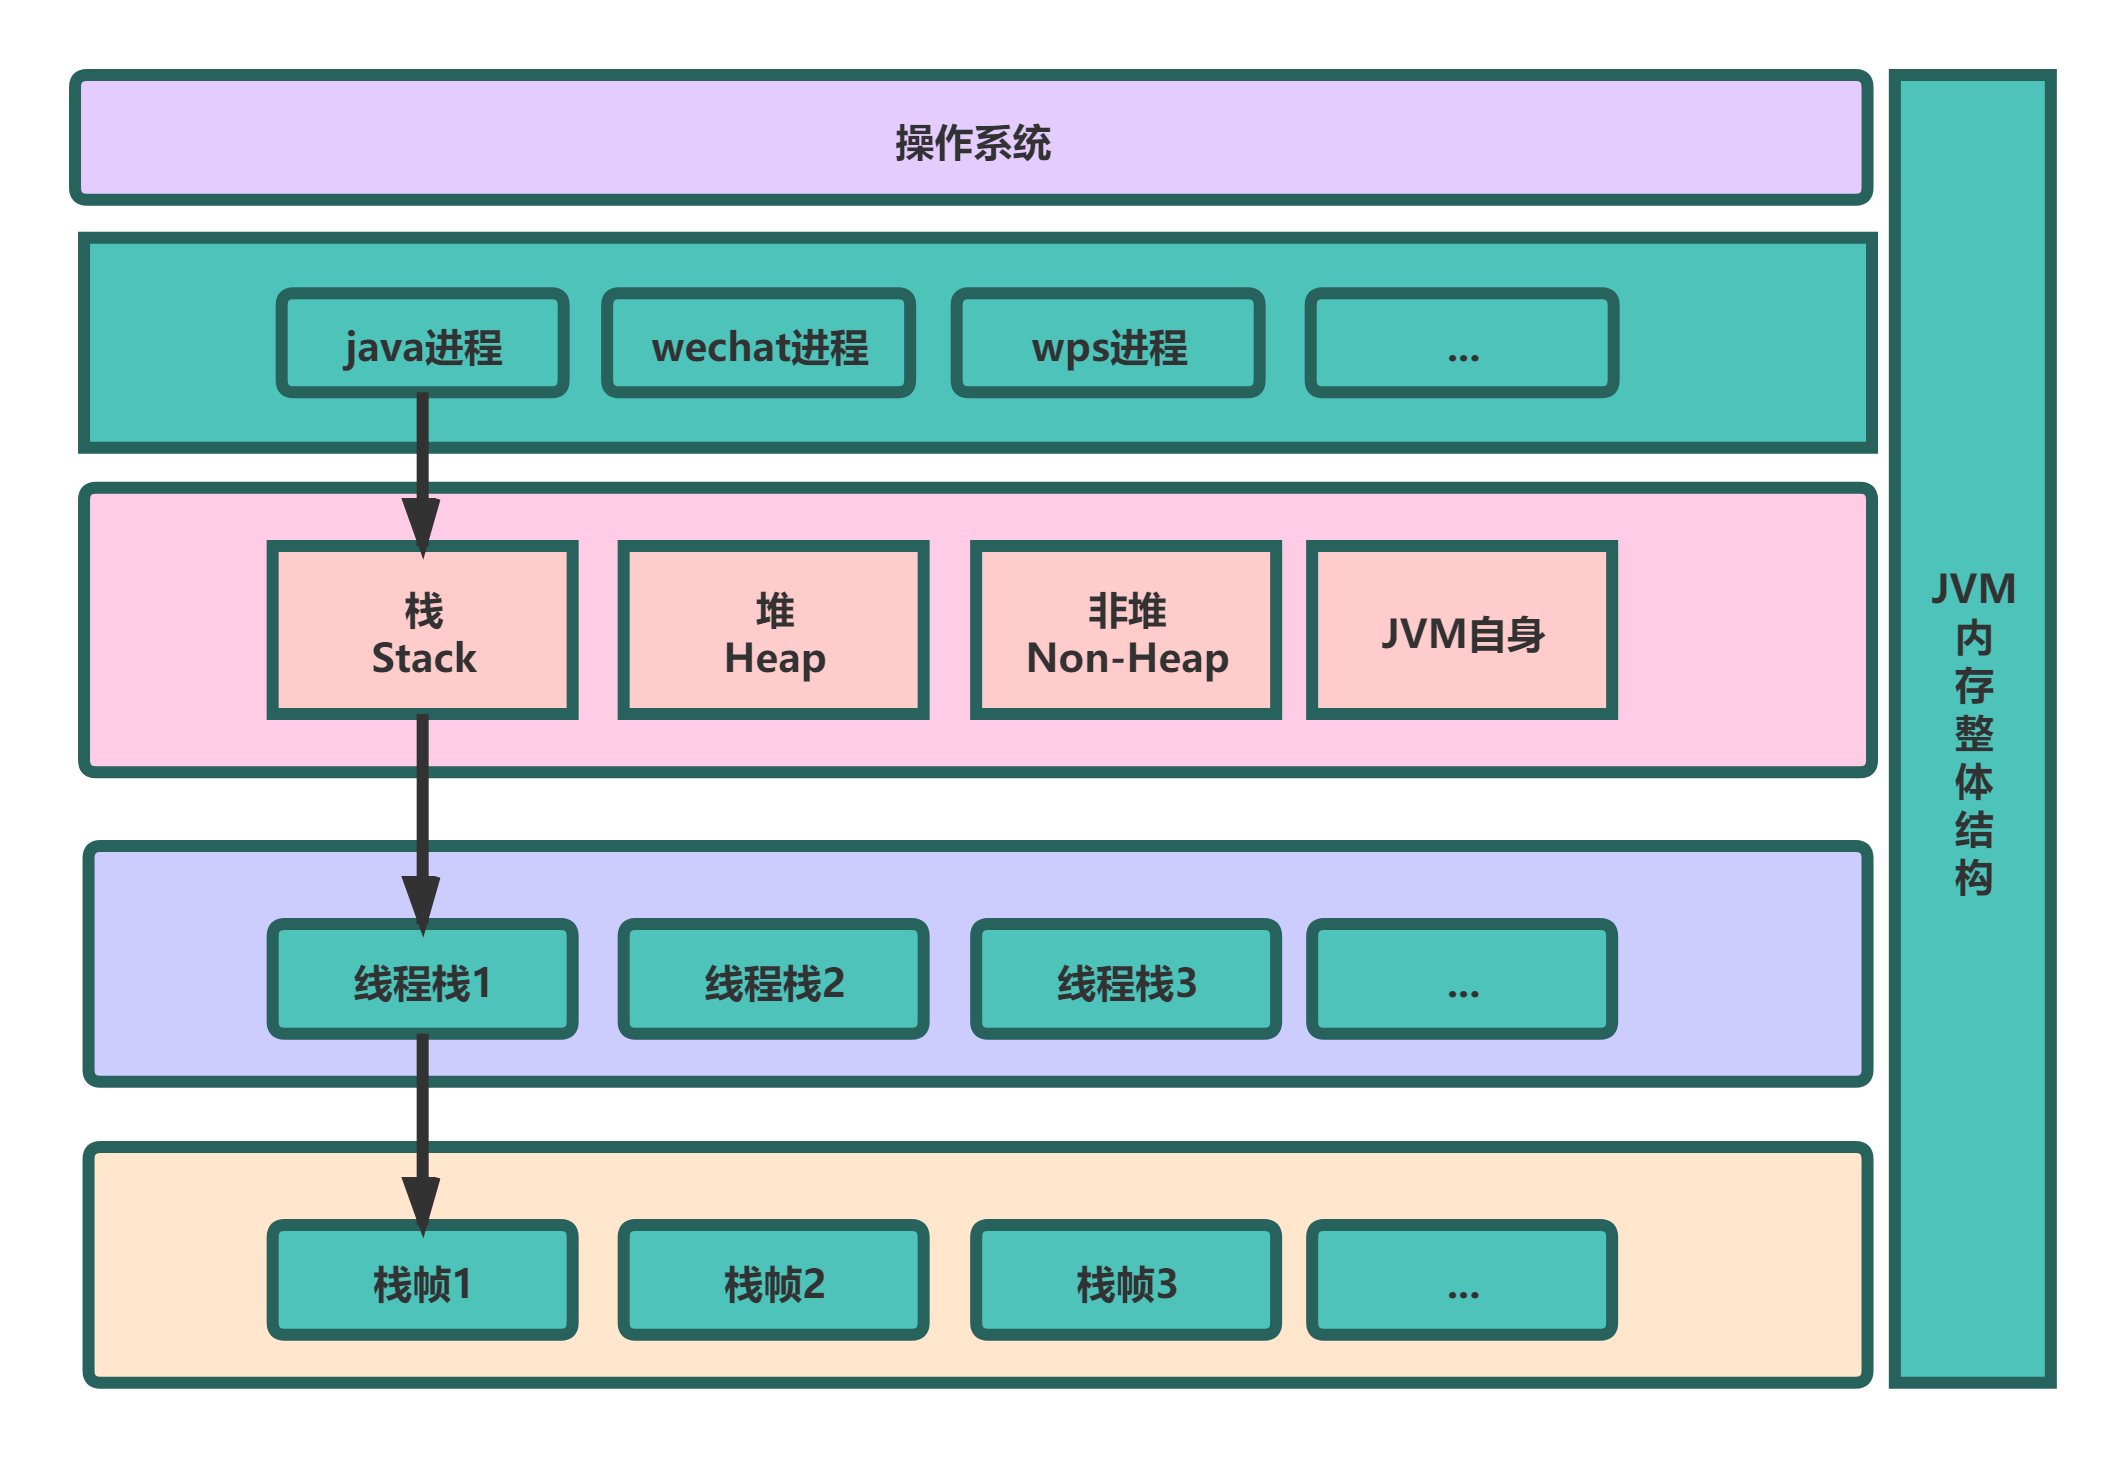 操作系统
java进程
wechat进程
wps进程
...
栈
Stack
堆
Heap
非堆
Non-Heap
JVM自身
线程栈1
线程栈2
线程栈3
...
栈帧1
栈帧2
栈帧3
...
JVM
内
存
整
体
结
构